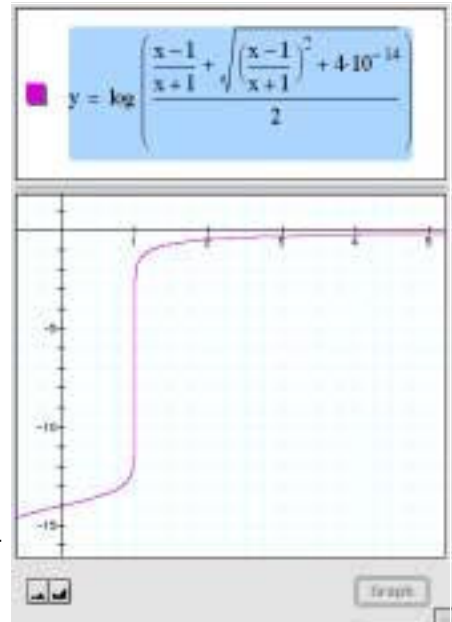 y = log( ( (x−1)/(x+1) + √( ((x−1)/(x+1))² + 4·10⁻¹⁴ ) ) / 2 )
1 2 3 4 5
-5
-10
-15
Graph